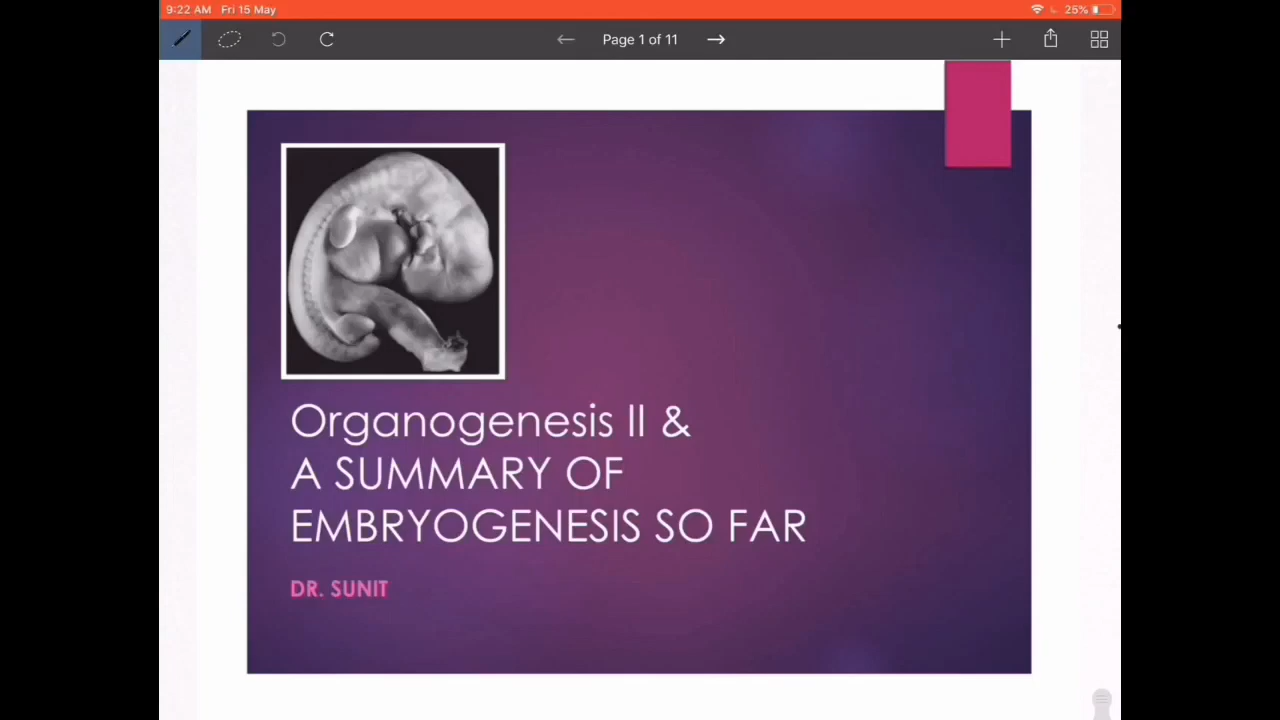 9:22 AM Fri 15 May
25%
Page 1 of 11
Organogenesis II &
A SUMMARY OF
EMBRYOGENESIS SO FAR
DR. SUNIT